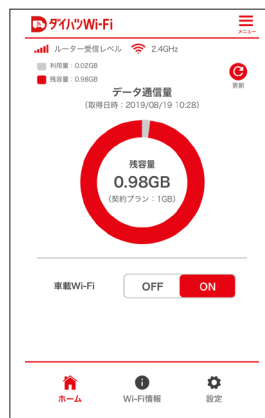 ダイハツWi-Fi
メニュー
ルーター受信レベル 2.4GHz
利用量：0.02GB
残容量：0.98GB
更新
データ通信量
（取得日時：2019/08/19 10:28）
残容量
0.98GB
（契約プラン：1GB）
車載Wi-Fi OFF ON
ホーム Wi-Fi情報 設定